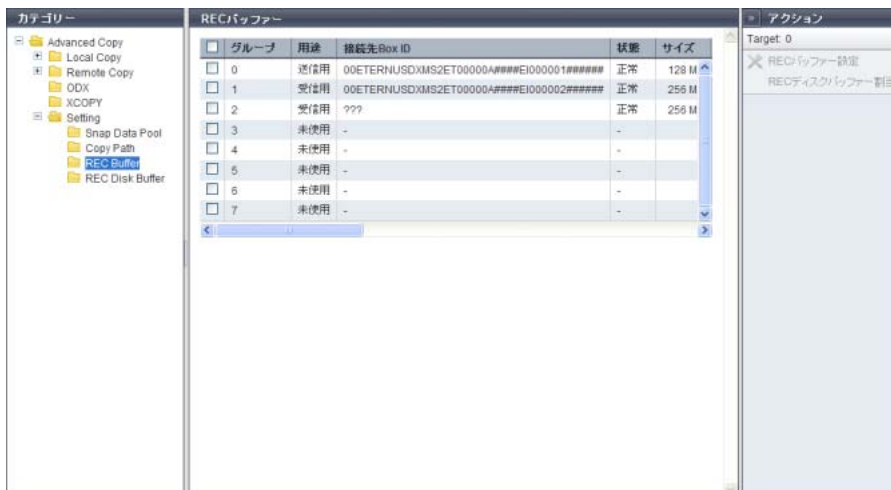 カテゴリー
Advanced Copy
Local Copy
Remote Copy
ODX
XCOPY
Setting
Snap Data Pool
Copy Path
REC Buffer
REC Disk Buffer
RECバッファー
グループ 用途 接続先Box ID 状態 サイズ
0 送信用 00ETERNUSDXMS2ET00000A####EI000001###### 正常 128 M
1 受信用 00ETERNUSDXMS2ET00000A####EI000002###### 正常 256 M
2 受信用 ??? 正常 256 M
3 未使用 - -
4 未使用 - -
5 未使用 - -
6 未使用 - -
7 未使用 - -
アクション
Target: 0
RECバッファー設定
RECディスクバッファー割